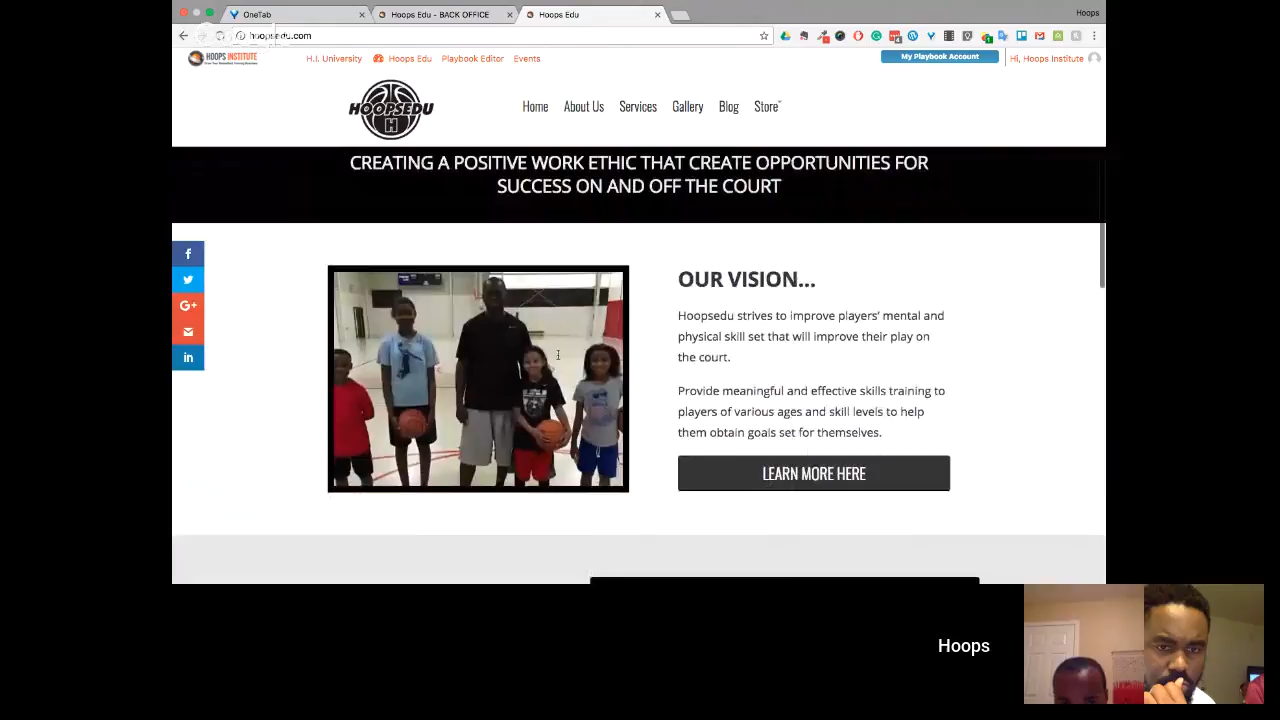 OneTab
Hoops Edu - BACK OFFICE
Hoops Edu
Hoops
hoopsedu.com
HOOPS INSTITUTE
H.I. University
Hoops Edu
Playbook Editor
Events
My Playbook Account
Hi, Hoops Institute
HOOPSEDU
H
Home
About Us
Services
Gallery
Blog
Store
CREATING A POSITIVE WORK ETHIC THAT CREATE OPPORTUNITIES FOR
SUCCESS ON AND OFF THE COURT
f
G+
in
OUR VISION...
Hoopsedu strives to improve players' mental and
physical skill set that will improve their play on
the court.
Provide meaningful and effective skills training to
players of various ages and skill levels to help
them obtain goals set for themselves.
LEARN MORE HERE
Hoops